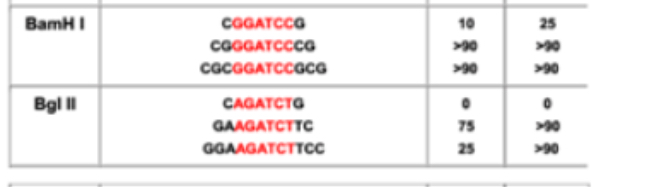 BamH I CGGATCCG 10 25
CGGGATCCCG >90 >90
CGCGGATCCGCG >90 >90
Bgl II CAGATCTG 0 0
GAAGATCTTC 75 >90
GGAAGATCTTCC 25 >90